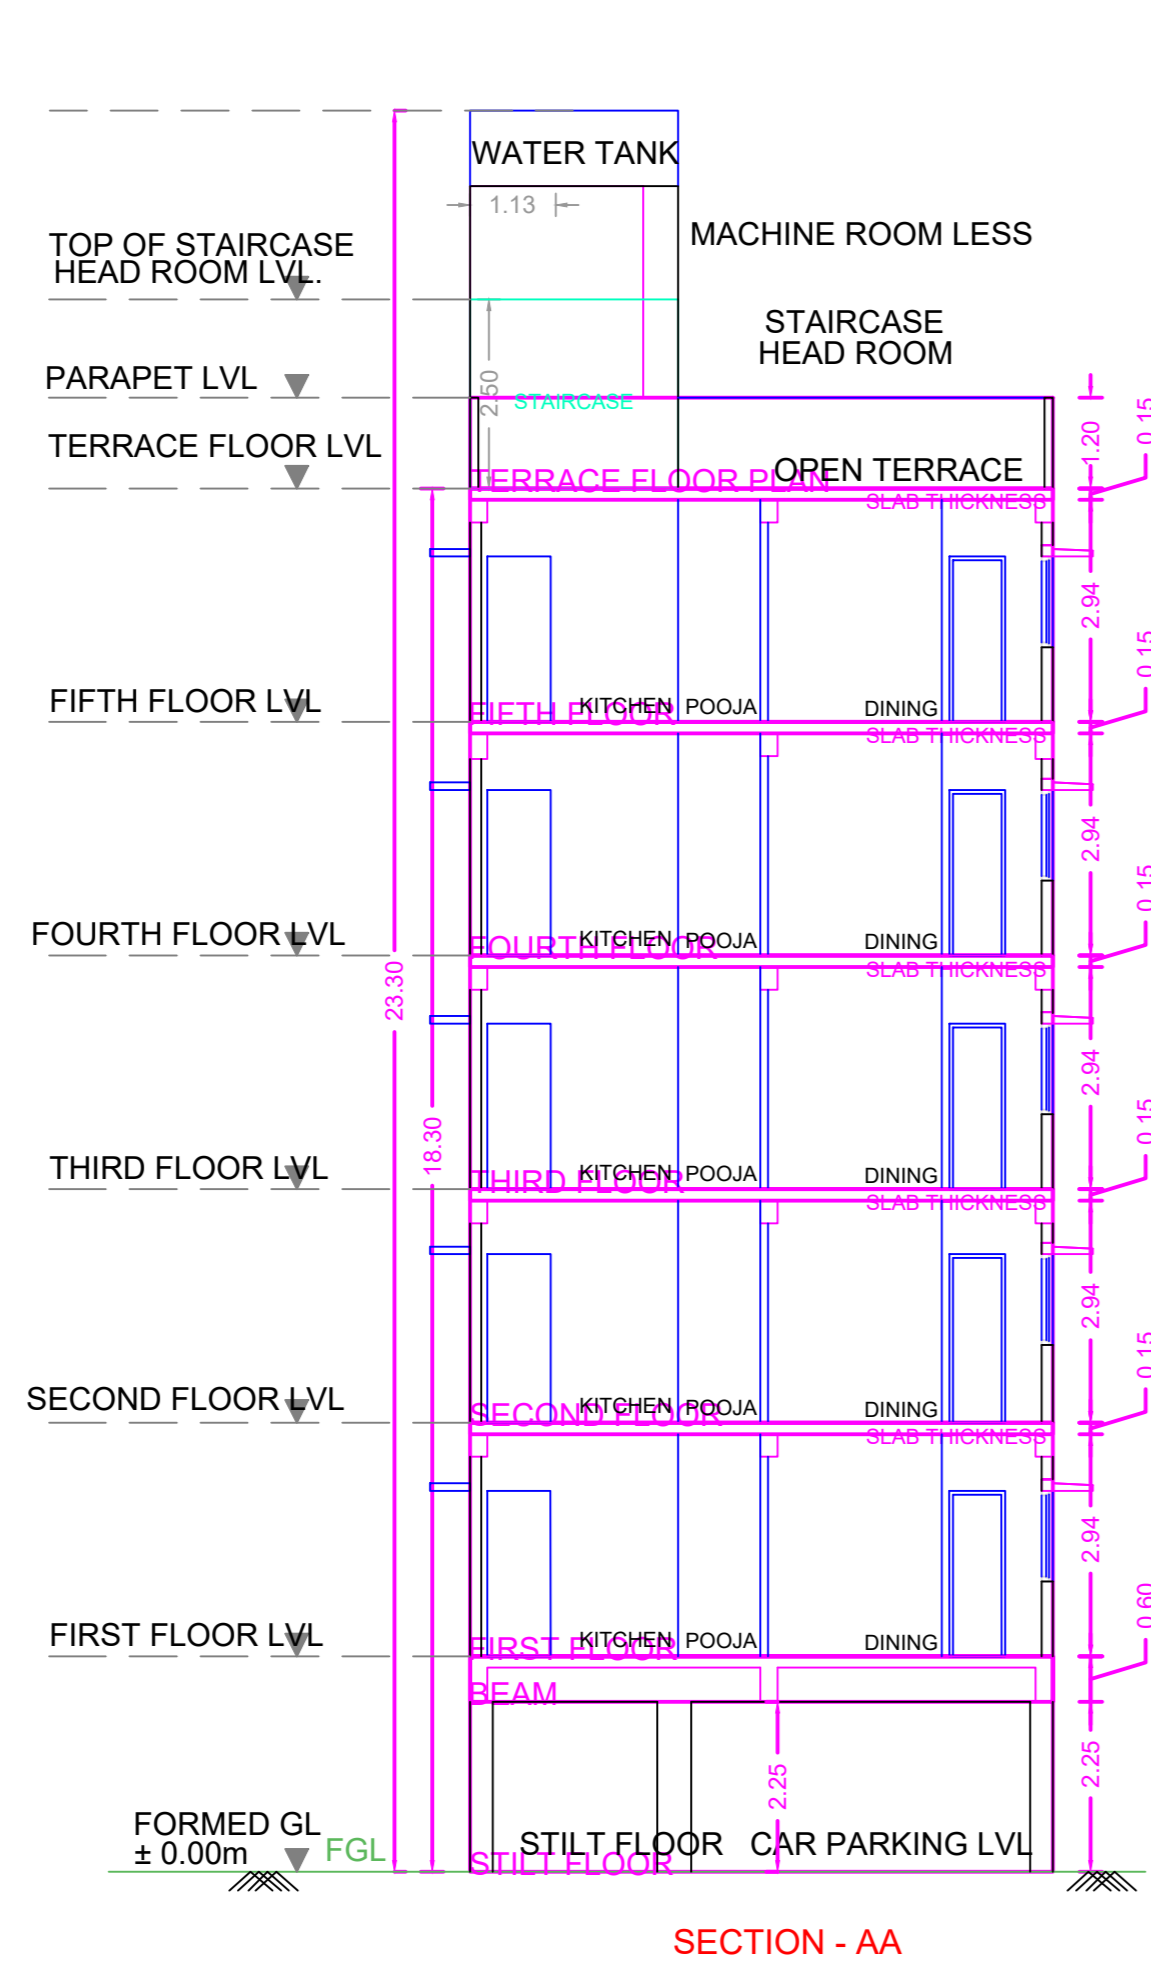 WATER TANK
1.13
MACHINE ROOM LESS
TOP OF STAIRCASE
HEAD ROOM LVL.
STAIRCASE
HEAD ROOM
PARAPET LVL
2.50
STAIRCASE
1.20
0.15
TERRACE FLOOR LVL
OPEN TERRACE
TERRACE FLOOR PLAN
SLAB THICKNESS
2.94
0.15
FIFTH FLOOR LVL
KITCHEN POOJA DINING
FIFTH FLOOR
SLAB THICKNESS
2.94
0.15
FOURTH FLOOR LVL
KITCHEN POOJA DINING
FOURTH FLOOR
SLAB THICKNESS
23.30
2.94
0.15
18.30
THIRD FLOOR LVL
KITCHEN POOJA DINING
THIRD FLOOR
SLAB THICKNESS
2.94
0.15
SECOND FLOOR LVL
KITCHEN POOJA DINING
SECOND FLOOR
SLAB THICKNESS
2.94
0.60
FIRST FLOOR LVL
KITCHEN POOJA DINING
FIRST FLOOR
BEAM
2.25
2.25
FORMED GL
± 0.00m
FGL
STILT FLOOR CAR PARKING LVL
STILT FLOOR
SECTION - AA